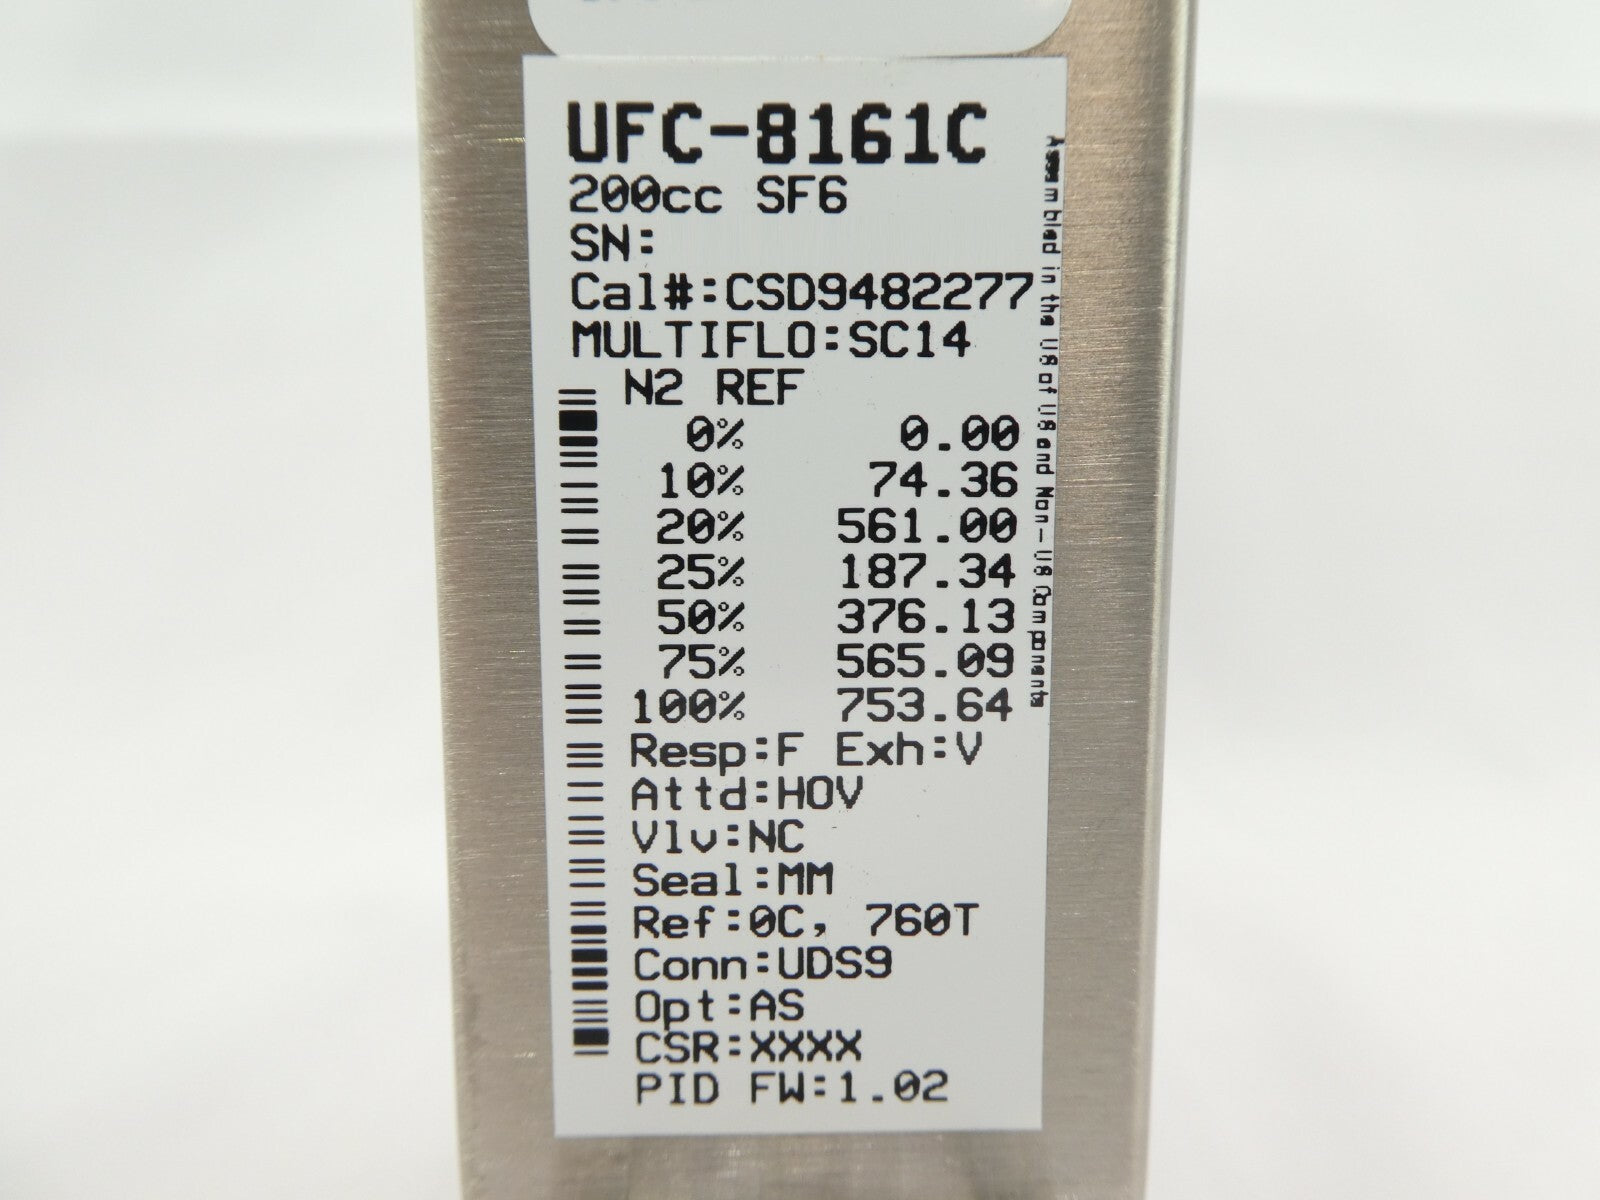 UFC-8161C
200cc SF6
SN:
Cal#:CSD9482277
MULTIFLO:SC14
N2 REF
0% 0.00
10% 74.36
20% 561.00
25% 187.34
50% 376.13
75% 565.09
100% 753.64
Resp:F Exh:V
Attd:HOV
Vlv:NC
Seal:MM
Ref:0C, 760T
Conn:UDS9
Opt:AS
CSR:XXXX
PID FW:1.02
Assembled in the US of US and Non-US Components